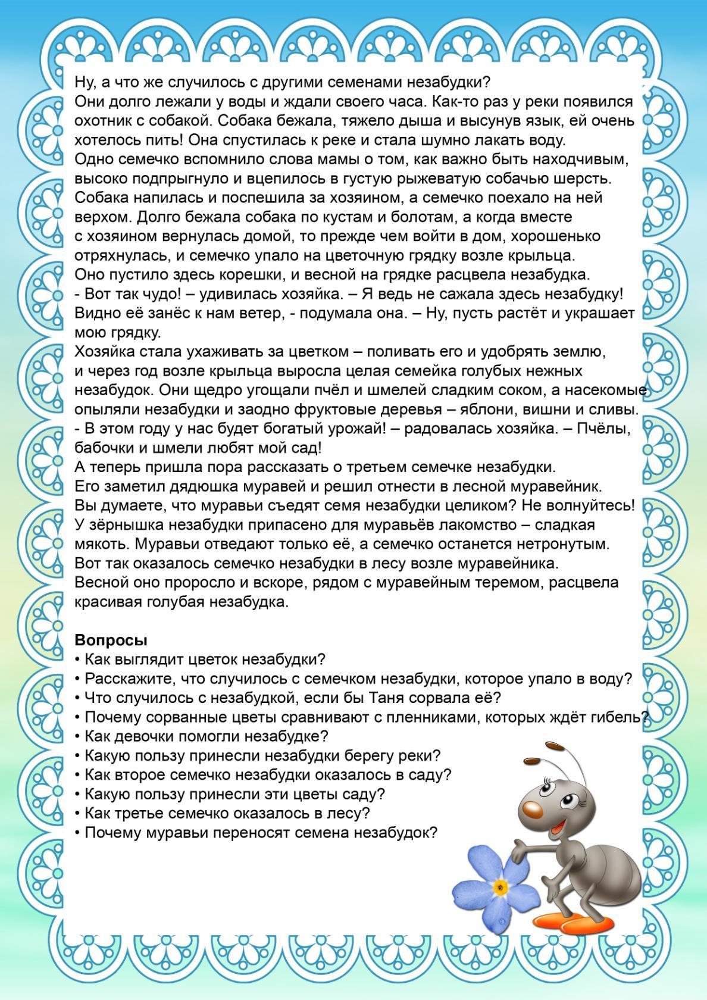 Ну, а что же случилось с другими семенами незабудки?
Они долго лежали у воды и ждали своего часа. Как-то раз у реки появился
охотник с собакой. Собака бежала, тяжело дыша и высунув язык, ей очень
хотелось пить! Она спустилась к реке и стала шумно лакать воду.
Одно семечко вспомнило слова мамы о том, как важно быть находчивым,
высоко подпрыгнуло и вцепилось в густую рыжеватую собачью шерсть.
Собака напилась и поспешила за хозяином, а семечко поехало на ней
верхом. Долго бежала собака по кустам и болотам, а когда вместе
с хозяином вернулась домой, то прежде чем войти в дом, хорошенько
отряхнулась, и семечко упало на цветочную грядку возле крыльца.
Оно пустило здесь корешки, и весной на грядке расцвела незабудка.
- Вот так чудо! – удивилась хозяйка. – Я ведь не сажала здесь незабудку!
Видно её занёс к нам ветер, - подумала она. – Ну, пусть растёт и украшает
мою грядку.
Хозяйка стала ухаживать за цветком – поливать его и удобрять землю,
и через год возле крыльца выросла целая семейка голубых нежных
незабудок. Они щедро угощали пчёл и шмелей сладким соком, а насекомые
опыляли незабудки и заодно фруктовые деревья – яблони, вишни и сливы.
- В этом году у нас будет богатый урожай! – радовалась хозяйка. – Пчёлы,
бабочки и шмели любят мой сад!
А теперь пришла пора рассказать о третьем семечке незабудки.
Его заметил дядюшка муравей и решил отнести в лесной муравейник.
Вы думаете, что муравьи съедят семя незабудки целиком? Не волнуйтесь!
У зёрнышка незабудки припасено для муравьёв лакомство – сладкая
мякоть. Муравьи отведают только её, а семечко останется нетронутым.
Вот так оказалось семечко незабудки в лесу возле муравейника.
Весной оно проросло и вскоре, рядом с муравейным теремом, расцвела
красивая голубая незабудка.
Вопросы
• Как выглядит цветок незабудки?
• Расскажите, что случилось с семечком незабудки, которое упало в воду?
• Что случилось с незабудкой, если бы Таня сорвала её?
• Почему сорванные цветы сравнивают с пленниками, которых ждёт гибель?
• Как девочки помогли незабудке?
• Какую пользу принесли незабудки берегу реки?
• Как второе семечко незабудки оказалось в саду?
• Какую пользу принесли эти цветы саду?
• Как третье семечко оказалось в лесу?
• Почему муравьи переносят семена незабудок?